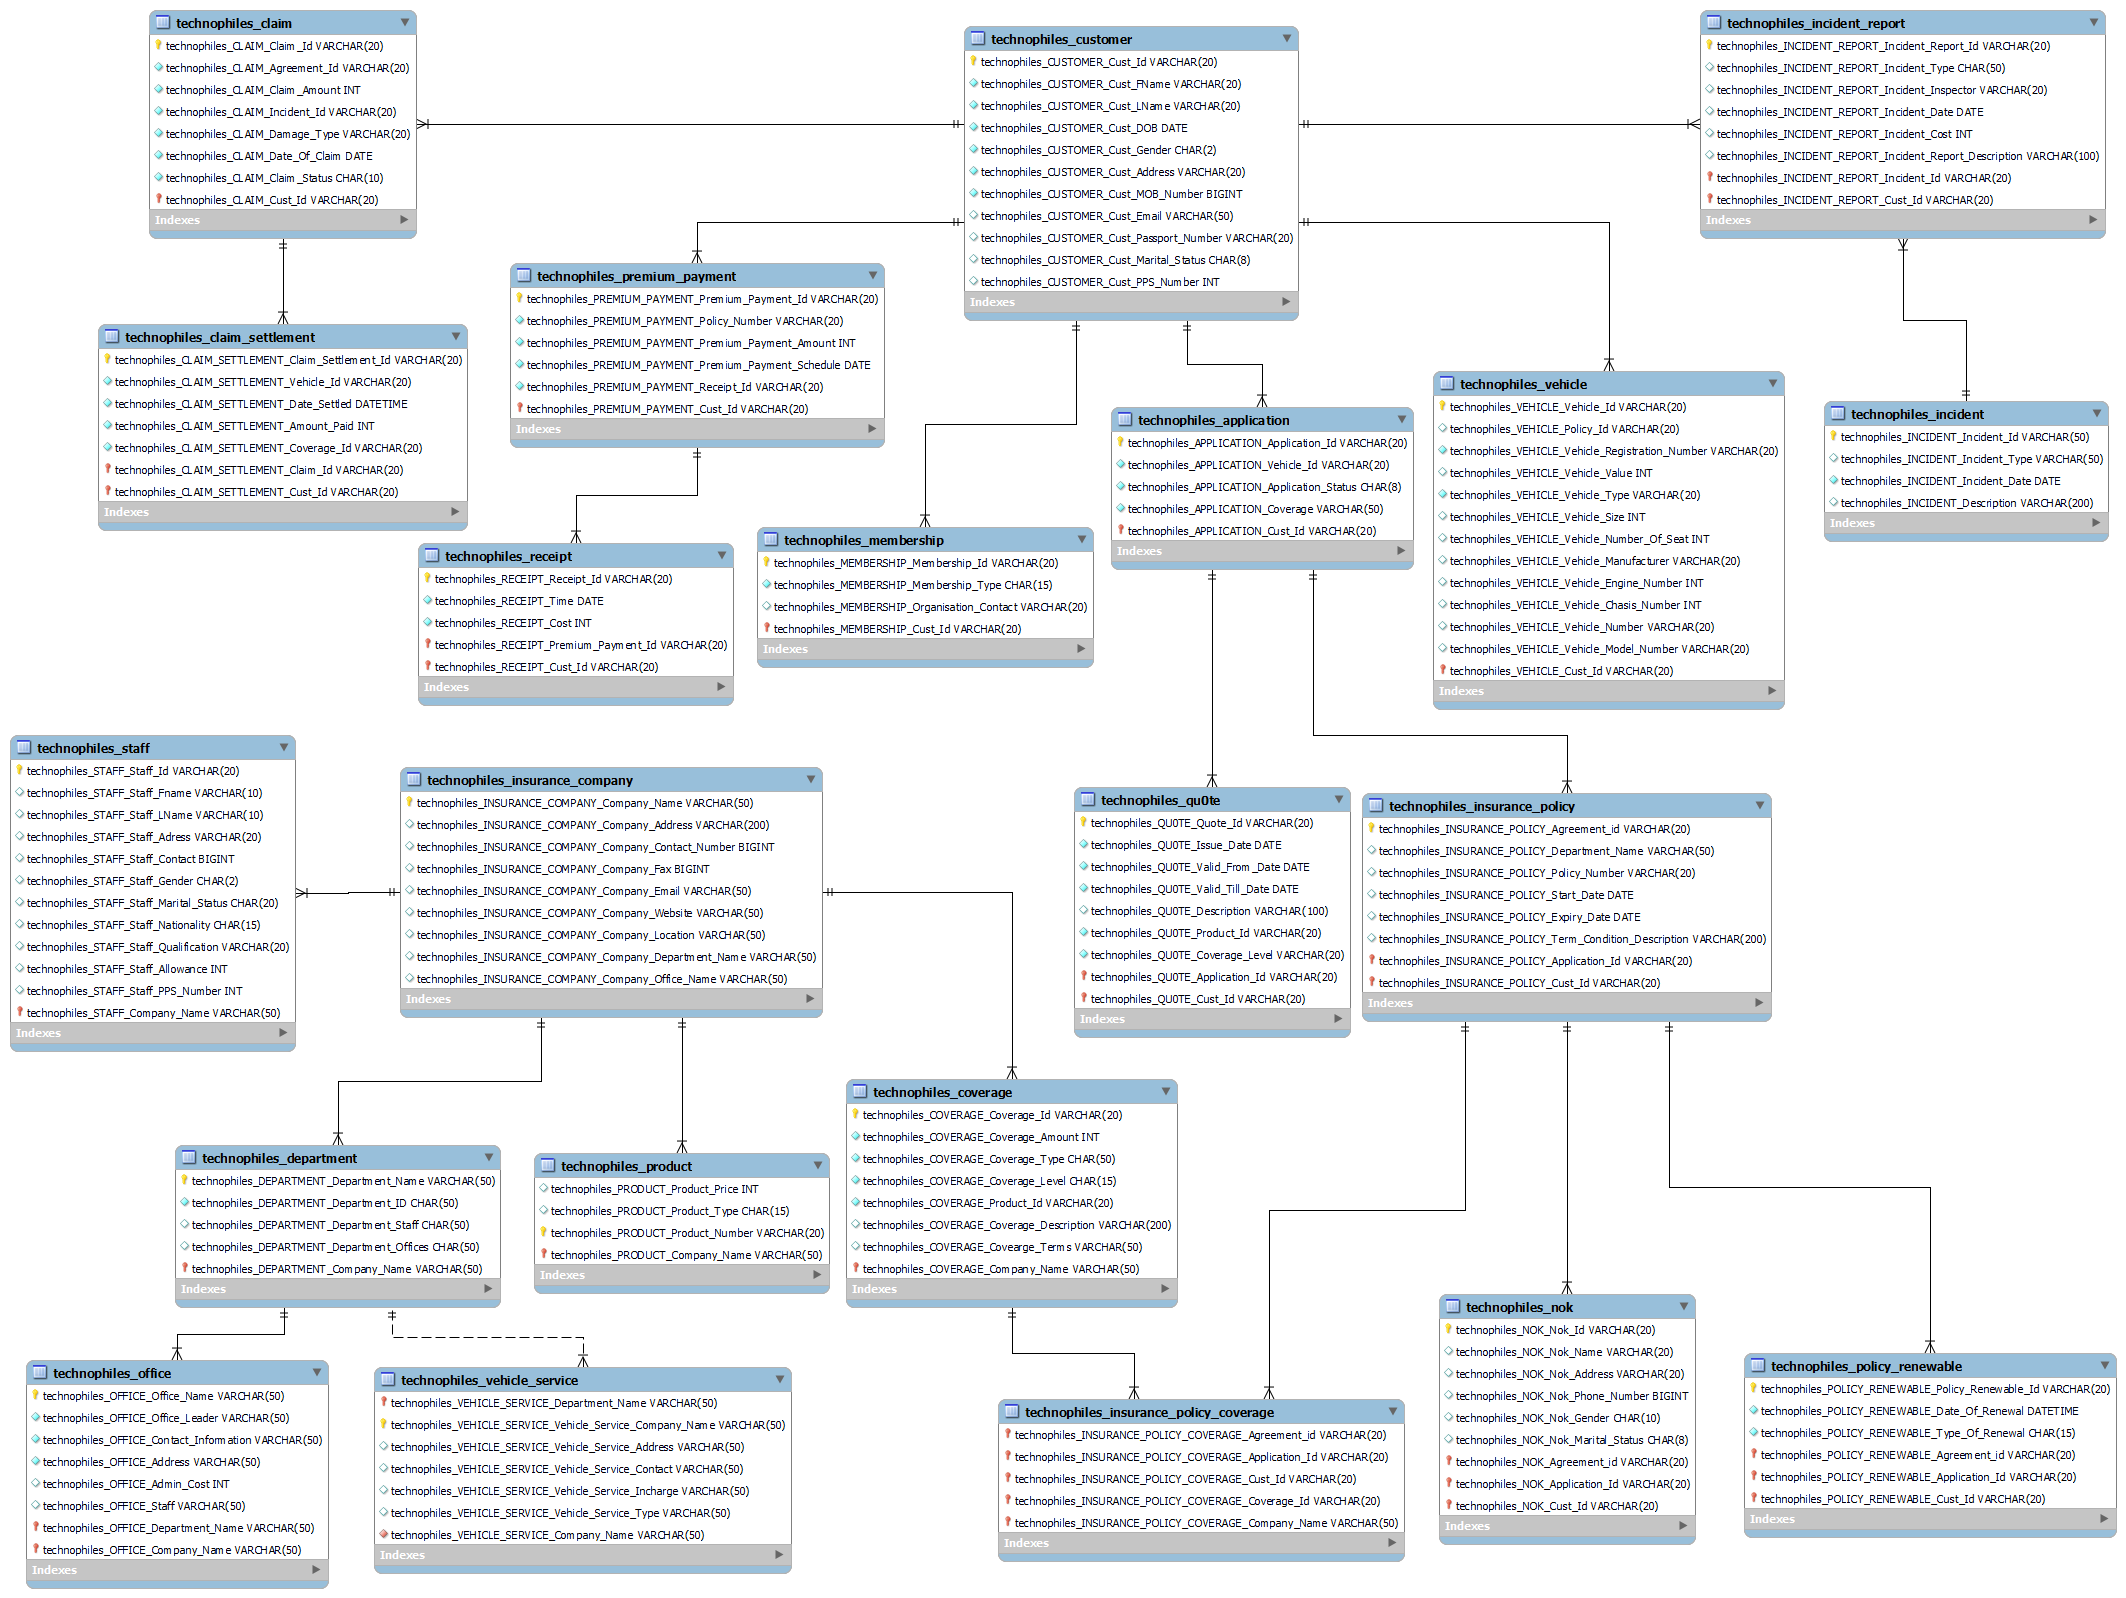 technophiles_claim
technophiles_CLAIM_Claim_Id VARCHAR(20)
technophiles_CLAIM_Agreement_Id VARCHAR(20)
technophiles_CLAIM_Claim_Amount INT
technophiles_CLAIM_Incident_Id VARCHAR(20)
technophiles_CLAIM_Damage_Type VARCHAR(20)
technophiles_CLAIM_Date_Of_Claim DATE
technophiles_CLAIM_Claim_Status CHAR(10)
technophiles_CLAIM_Cust_Id VARCHAR(20)
Indexes
technophiles_customer
technophiles_CUSTOMER_Cust_Id VARCHAR(20)
technophiles_CUSTOMER_Cust_FName VARCHAR(20)
technophiles_CUSTOMER_Cust_LName VARCHAR(20)
technophiles_CUSTOMER_Cust_DOB DATE
technophiles_CUSTOMER_Cust_Gender CHAR(2)
technophiles_CUSTOMER_Cust_Address VARCHAR(20)
technophiles_CUSTOMER_Cust_MOB_Number BIGINT
technophiles_CUSTOMER_Cust_Email VARCHAR(50)
technophiles_CUSTOMER_Cust_Passport_Number VARCHAR(20)
technophiles_CUSTOMER_Cust_Marital_Status CHAR(8)
technophiles_CUSTOMER_Cust_PPS_Number INT
Indexes
technophiles_incident_report
technophiles_INCIDENT_REPORT_Incident_Report_Id VARCHAR(20)
technophiles_INCIDENT_REPORT_Incident_Type CHAR(50)
technophiles_INCIDENT_REPORT_Incident_Inspector VARCHAR(20)
technophiles_INCIDENT_REPORT_Incident_Date DATE
technophiles_INCIDENT_REPORT_Incident_Cost INT
technophiles_INCIDENT_REPORT_Incident_Report_Description VARCHAR(100)
technophiles_INCIDENT_REPORT_Incident_Id VARCHAR(20)
technophiles_INCIDENT_REPORT_Cust_Id VARCHAR(20)
Indexes
technophiles_premium_payment
technophiles_PREMIUM_PAYMENT_Premium_Payment_Id VARCHAR(20)
technophiles_PREMIUM_PAYMENT_Policy_Number VARCHAR(20)
technophiles_PREMIUM_PAYMENT_Premium_Payment_Amount INT
technophiles_PREMIUM_PAYMENT_Premium_Payment_Schedule DATE
technophiles_PREMIUM_PAYMENT_Receipt_Id VARCHAR(20)
technophiles_PREMIUM_PAYMENT_Cust_Id VARCHAR(20)
Indexes
technophiles_claim_settlement
technophiles_CLAIM_SETTLEMENT_Claim_Settlement_Id VARCHAR(20)
technophiles_CLAIM_SETTLEMENT_Vehicle_Id VARCHAR(20)
technophiles_CLAIM_SETTLEMENT_Date_Settled DATETIME
technophiles_CLAIM_SETTLEMENT_Amount_Paid INT
technophiles_CLAIM_SETTLEMENT_Coverage_Id VARCHAR(20)
technophiles_CLAIM_SETTLEMENT_Claim_Id VARCHAR(20)
technophiles_CLAIM_SETTLEMENT_Cust_Id VARCHAR(20)
Indexes
technophiles_vehicle
technophiles_VEHICLE_Vehicle_Id VARCHAR(20)
technophiles_VEHICLE_Policy_Id VARCHAR(20)
technophiles_VEHICLE_Vehicle_Registration_Number VARCHAR(20)
technophiles_VEHICLE_Vehicle_Value INT
technophiles_VEHICLE_Vehicle_Type VARCHAR(20)
technophiles_VEHICLE_Vehicle_Size INT
technophiles_VEHICLE_Vehicle_Number_Of_Seat INT
technophiles_VEHICLE_Vehicle_Manufacturer VARCHAR(20)
technophiles_VEHICLE_Vehicle_Engine_Number INT
technophiles_VEHICLE_Vehicle_Chasis_Number INT
technophiles_VEHICLE_Vehicle_Number VARCHAR(20)
technophiles_VEHICLE_Vehicle_Model_Number VARCHAR(20)
technophiles_VEHICLE_Cust_Id VARCHAR(20)
Indexes
technophiles_incident
technophiles_INCIDENT_Incident_Id VARCHAR(50)
technophiles_INCIDENT_Incident_Type VARCHAR(50)
technophiles_INCIDENT_Incident_Date DATE
technophiles_INCIDENT_Description VARCHAR(200)
Indexes
technophiles_application
technophiles_APPLICATION_Application_Id VARCHAR(20)
technophiles_APPLICATION_Vehicle_Id VARCHAR(20)
technophiles_APPLICATION_Application_Status CHAR(8)
technophiles_APPLICATION_Coverage VARCHAR(50)
technophiles_APPLICATION_Cust_Id VARCHAR(20)
Indexes
technophiles_receipt
technophiles_RECEIPT_Receipt_Id VARCHAR(20)
technophiles_RECEIPT_Time DATE
technophiles_RECEIPT_Cost INT
technophiles_RECEIPT_Premium_Payment_Id VARCHAR(20)
technophiles_RECEIPT_Cust_Id VARCHAR(20)
Indexes
technophiles_membership
technophiles_MEMBERSHIP_Membership_Id VARCHAR(20)
technophiles_MEMBERSHIP_Membership_Type CHAR(15)
technophiles_MEMBERSHIP_Organisation_Contact VARCHAR(20)
technophiles_MEMBERSHIP_Cust_Id VARCHAR(20)
Indexes
technophiles_staff
technophiles_STAFF_Staff_Id VARCHAR(20)
technophiles_STAFF_Staff_Fname VARCHAR(10)
technophiles_STAFF_Staff_LName VARCHAR(10)
technophiles_STAFF_Staff_Adress VARCHAR(20)
technophiles_STAFF_Staff_Contact BIGINT
technophiles_STAFF_Staff_Gender CHAR(2)
technophiles_STAFF_Staff_Marital_Status CHAR(20)
technophiles_STAFF_Staff_Nationality CHAR(15)
technophiles_STAFF_Staff_Qualification VARCHAR(20)
technophiles_STAFF_Staff_Allowance INT
technophiles_STAFF_Staff_PPS_Number INT
technophiles_STAFF_Company_Name VARCHAR(50)
Indexes
technophiles_insurance_company
technophiles_INSURANCE_COMPANY_Company_Name VARCHAR(50)
technophiles_INSURANCE_COMPANY_Company_Address VARCHAR(200)
technophiles_INSURANCE_COMPANY_Company_Contact_Number BIGINT
technophiles_INSURANCE_COMPANY_Company_Fax BIGINT
technophiles_INSURANCE_COMPANY_Company_Email VARCHAR(50)
technophiles_INSURANCE_COMPANY_Company_Website VARCHAR(50)
technophiles_INSURANCE_COMPANY_Company_Location VARCHAR(50)
technophiles_INSURANCE_COMPANY_Company_Department_Name VARCHAR(50)
technophiles_INSURANCE_COMPANY_Company_Office_Name VARCHAR(50)
Indexes
technophiles_qu0te
technophiles_QU0TE_Quote_Id VARCHAR(20)
technophiles_QU0TE_Issue_Date DATE
technophiles_QU0TE_Valid_From_Date DATE
technophiles_QU0TE_Valid_Till_Date DATE
technophiles_QU0TE_Description VARCHAR(100)
technophiles_QU0TE_Product_Id VARCHAR(20)
technophiles_QU0TE_Coverage_Level VARCHAR(20)
technophiles_QU0TE_Application_Id VARCHAR(20)
technophiles_QU0TE_Cust_Id VARCHAR(20)
Indexes
technophiles_insurance_policy
technophiles_INSURANCE_POLICY_Agreement_id VARCHAR(20)
technophiles_INSURANCE_POLICY_Department_Name VARCHAR(50)
technophiles_INSURANCE_POLICY_Policy_Number VARCHAR(20)
technophiles_INSURANCE_POLICY_Start_Date DATE
technophiles_INSURANCE_POLICY_Expiry_Date DATE
technophiles_INSURANCE_POLICY_Term_Condition_Description VARCHAR(200)
technophiles_INSURANCE_POLICY_Application_Id VARCHAR(20)
technophiles_INSURANCE_POLICY_Cust_Id VARCHAR(20)
Indexes
technophiles_department
technophiles_DEPARTMENT_Department_Name VARCHAR(50)
technophiles_DEPARTMENT_Department_ID CHAR(50)
technophiles_DEPARTMENT_Department_Staff CHAR(50)
technophiles_DEPARTMENT_Department_Offices CHAR(50)
technophiles_DEPARTMENT_Company_Name VARCHAR(50)
Indexes
technophiles_product
technophiles_PRODUCT_Product_Price INT
technophiles_PRODUCT_Product_Type CHAR(15)
technophiles_PRODUCT_Product_Number VARCHAR(20)
technophiles_PRODUCT_Company_Name VARCHAR(50)
Indexes
technophiles_coverage
technophiles_COVERAGE_Coverage_Id VARCHAR(20)
technophiles_COVERAGE_Coverage_Amount INT
technophiles_COVERAGE_Coverage_Type CHAR(50)
technophiles_COVERAGE_Coverage_Level CHAR(15)
technophiles_COVERAGE_Product_Id VARCHAR(20)
technophiles_COVERAGE_Coverage_Description VARCHAR(200)
technophiles_COVERAGE_Covearge_Terms VARCHAR(50)
technophiles_COVERAGE_Company_Name VARCHAR(50)
Indexes
technophiles_office
technophiles_OFFICE_Office_Name VARCHAR(50)
technophiles_OFFICE_Office_Leader VARCHAR(50)
technophiles_OFFICE_Contact_Information VARCHAR(50)
technophiles_OFFICE_Address VARCHAR(50)
technophiles_OFFICE_Admin_Cost INT
technophiles_OFFICE_Staff VARCHAR(50)
technophiles_OFFICE_Department_Name VARCHAR(50)
technophiles_OFFICE_Company_Name VARCHAR(50)
Indexes
technophiles_vehicle_service
technophiles_VEHICLE_SERVICE_Department_Name VARCHAR(50)
technophiles_VEHICLE_SERVICE_Vehicle_Service_Company_Name VARCHAR(50)
technophiles_VEHICLE_SERVICE_Vehicle_Service_Address VARCHAR(50)
technophiles_VEHICLE_SERVICE_Vehicle_Service_Contact VARCHAR(50)
technophiles_VEHICLE_SERVICE_Vehicle_Service_Incharge VARCHAR(50)
technophiles_VEHICLE_SERVICE_Vehicle_Service_Type VARCHAR(50)
technophiles_VEHICLE_SERVICE_Company_Name VARCHAR(50)
Indexes
technophiles_insurance_policy_coverage
technophiles_INSURANCE_POLICY_COVERAGE_Agreement_id VARCHAR(20)
technophiles_INSURANCE_POLICY_COVERAGE_Application_Id VARCHAR(20)
technophiles_INSURANCE_POLICY_COVERAGE_Cust_Id VARCHAR(20)
technophiles_INSURANCE_POLICY_COVERAGE_Coverage_Id VARCHAR(20)
technophiles_INSURANCE_POLICY_COVERAGE_Company_Name VARCHAR(50)
Indexes
technophiles_nok
technophiles_NOK_Nok_Id VARCHAR(20)
technophiles_NOK_Nok_Name VARCHAR(20)
technophiles_NOK_Nok_Address VARCHAR(20)
technophiles_NOK_Nok_Phone_Number BIGINT
technophiles_NOK_Nok_Gender CHAR(10)
technophiles_NOK_Nok_Marital_Status CHAR(8)
technophiles_NOK_Agreement_id VARCHAR(20)
technophiles_NOK_Application_Id VARCHAR(20)
technophiles_NOK_Cust_Id VARCHAR(20)
Indexes
technophiles_policy_renewable
technophiles_POLICY_RENEWABLE_Policy_Renewable_Id VARCHAR(20)
technophiles_POLICY_RENEWABLE_Date_Of_Renewal DATETIME
technophiles_POLICY_RENEWABLE_Type_Of_Renewal CHAR(15)
technophiles_POLICY_RENEWABLE_Agreement_id VARCHAR(20)
technophiles_POLICY_RENEWABLE_Application_Id VARCHAR(20)
technophiles_POLICY_RENEWABLE_Cust_Id VARCHAR(20)
Indexes